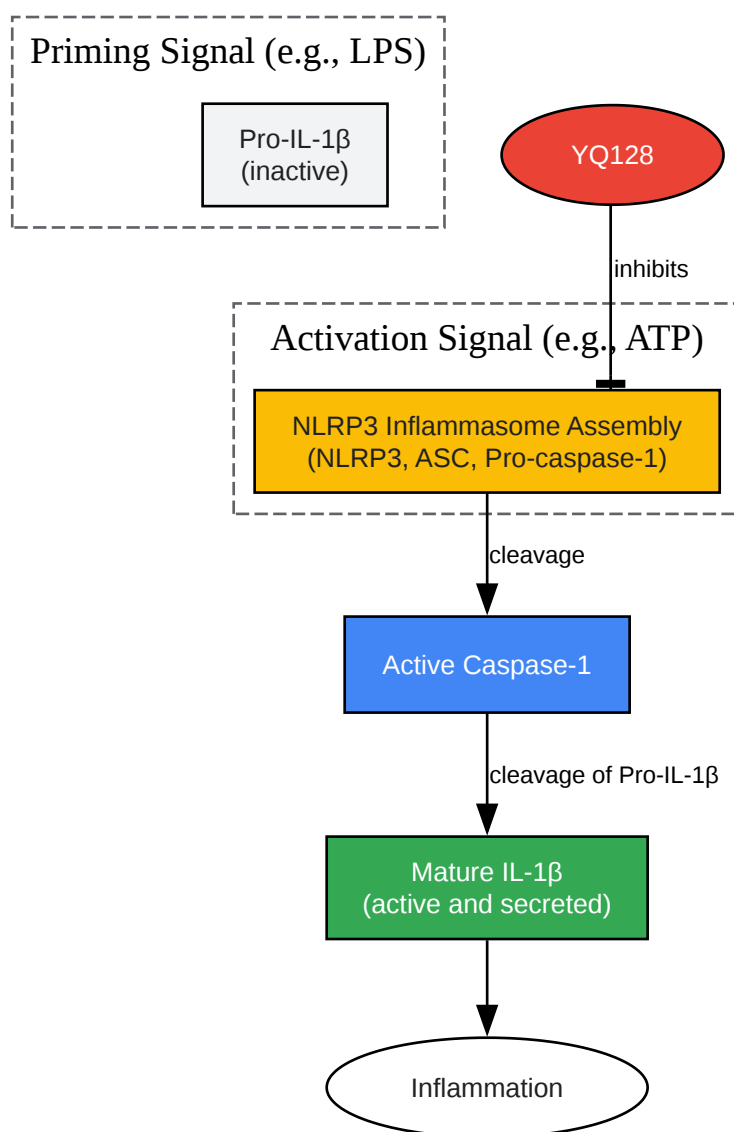 Priming Signal (e.g., LPS)
Pro-IL-1β
(inactive)
YQ128
inhibits
Activation Signal (e.g., ATP)
NLRP3 Inflammasome Assembly
(NLRP3, ASC, Pro-caspase-1)
cleavage
Active Caspase-1
cleavage of Pro-IL-1β
Mature IL-1β
(active and secreted)
Inflammation